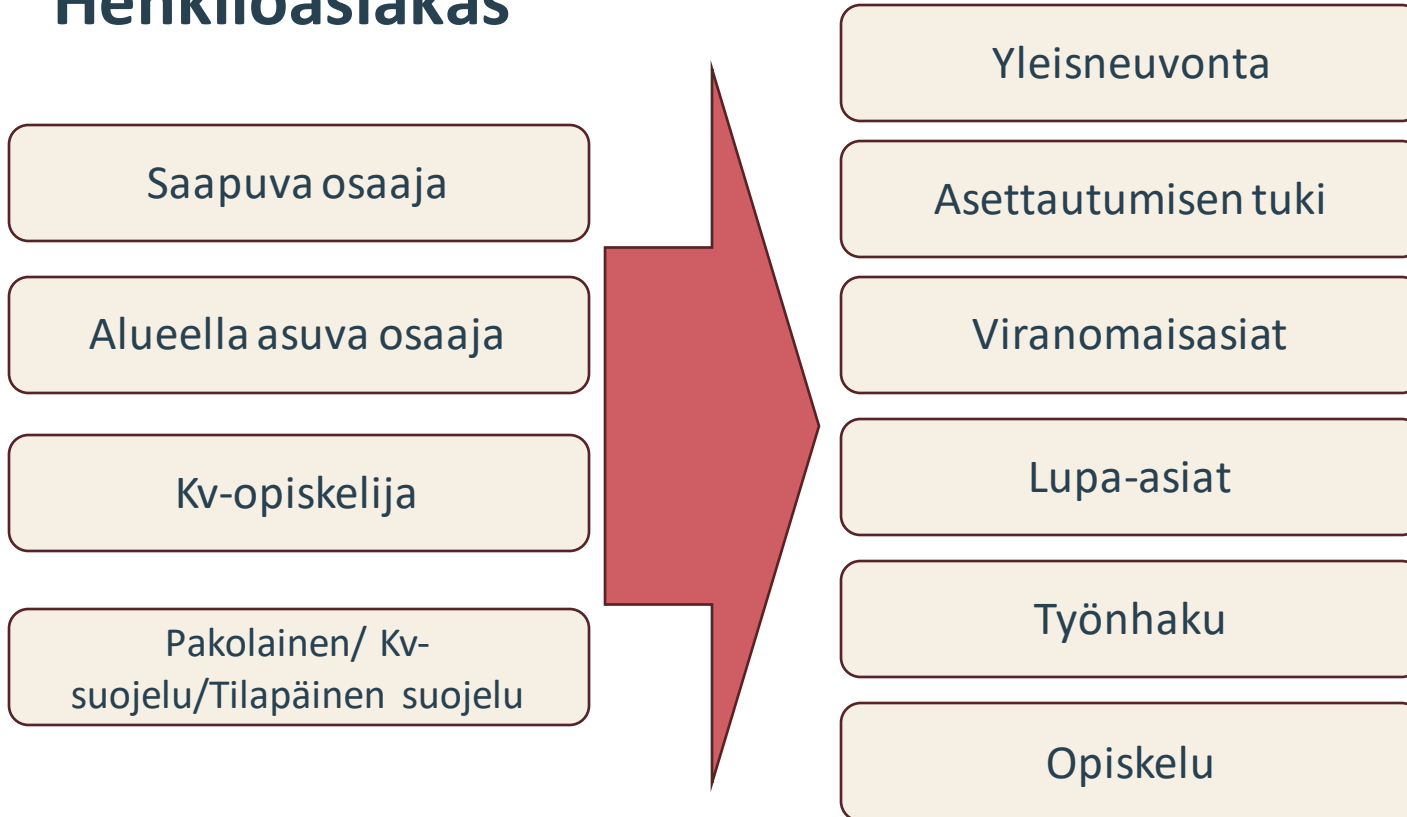 Henkilöasiakas
Saapuva osaaja
Alueella asuva osaaja
Kv-opiskelija
Pakolainen/ Kv-
suojelu/Tilapäinen suojelu
Yleisneuvonta
Asettautumisen tuki
Viranomaisasiat
Lupa-asiat
Työnhaku
Opiskelu